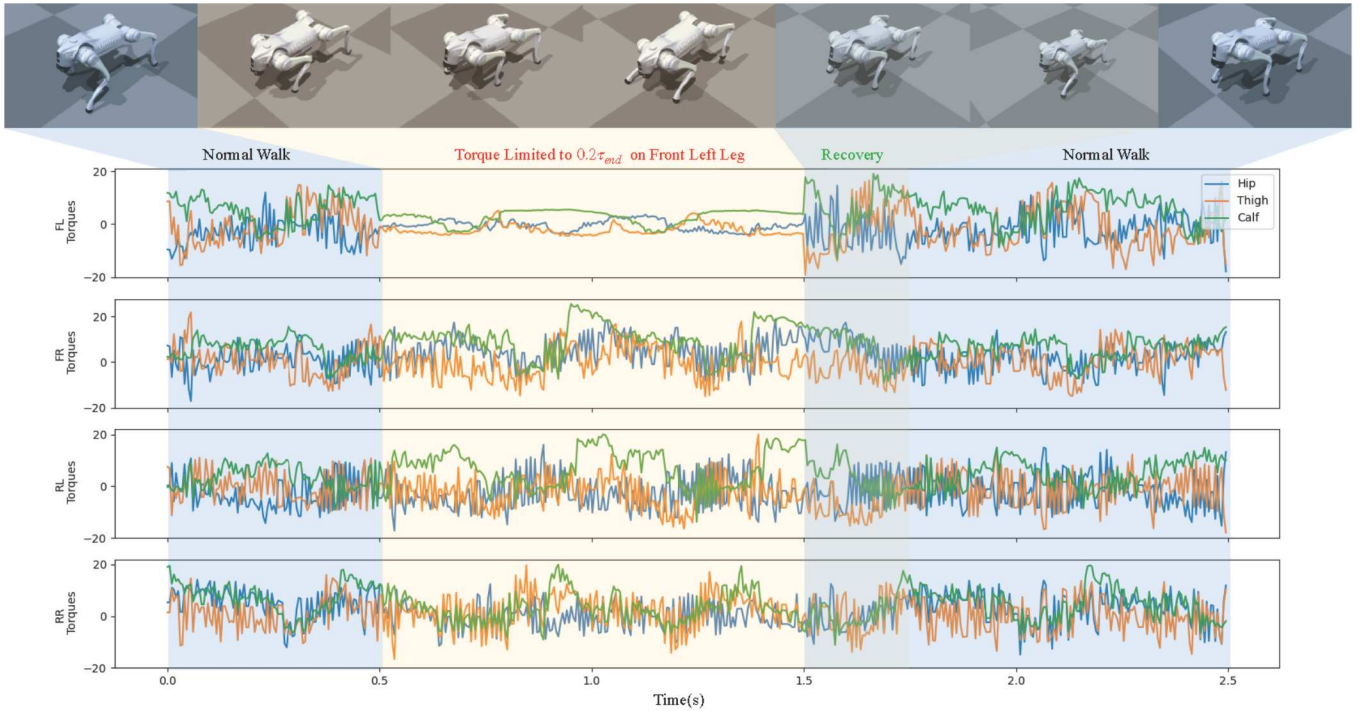 Normal Walk Torque Limited to 0.2τend on Front Left Leg Recovery Normal Walk
20
0
−20
FL
Torques
Hip
Thigh
Calf
20
0
−20
FR
Torques
20
0
−20
RL
Torques
20
0
−20
RR
Torques
0.0 0.5 1.0 1.5 2.0 2.5
Time(s)